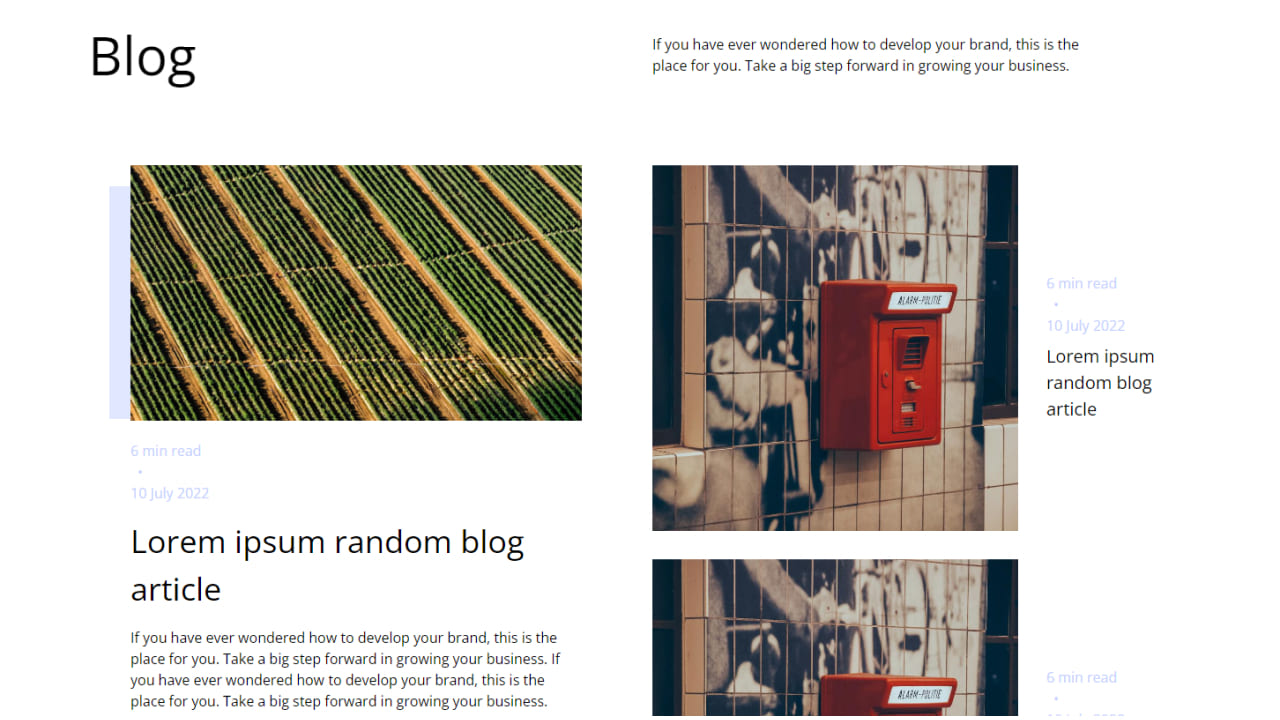 Blog
If you have ever wondered how to develop your brand, this is the
place for you. Take a big step forward in growing your business.
6 min read
•
10 July 2022
Lorem ipsum random blog
article
If you have ever wondered how to develop your brand, this is the
place for you. Take a big step forward in growing your business. If
you have ever wondered how to develop your brand, this is the
place for you. Take a big step forward in growing your business.
ALARM-POLITIE
6 min read
•
10 July 2022
Lorem ipsum
random blog
article
ALARM-POLITIE
6 min read
•